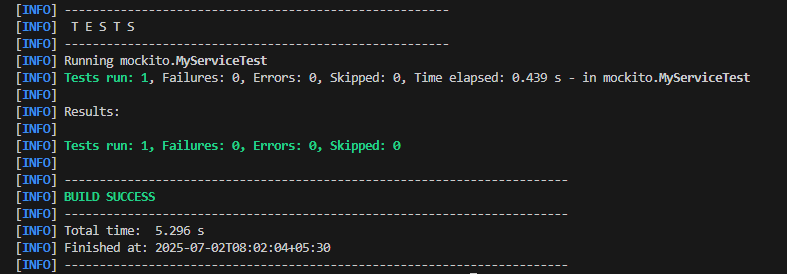 [INFO] -------------------------------------------------------
[INFO]  T E S T S
[INFO] -------------------------------------------------------
[INFO] Running mockito.MyServiceTest
[INFO] Tests run: 1, Failures: 0, Errors: 0, Skipped: 0, Time elapsed: 0.439 s - in mockito.MyServiceTest
[INFO]
[INFO] Results:
[INFO]
[INFO] Tests run: 1, Failures: 0, Errors: 0, Skipped: 0
[INFO]
[INFO] ------------------------------------------------------------------------
[INFO] BUILD SUCCESS
[INFO] ------------------------------------------------------------------------
[INFO] Total time:  5.296 s
[INFO] Finished at: 2025-07-02T08:02:04+05:30
[INFO] ------------------------------------------------------------------------